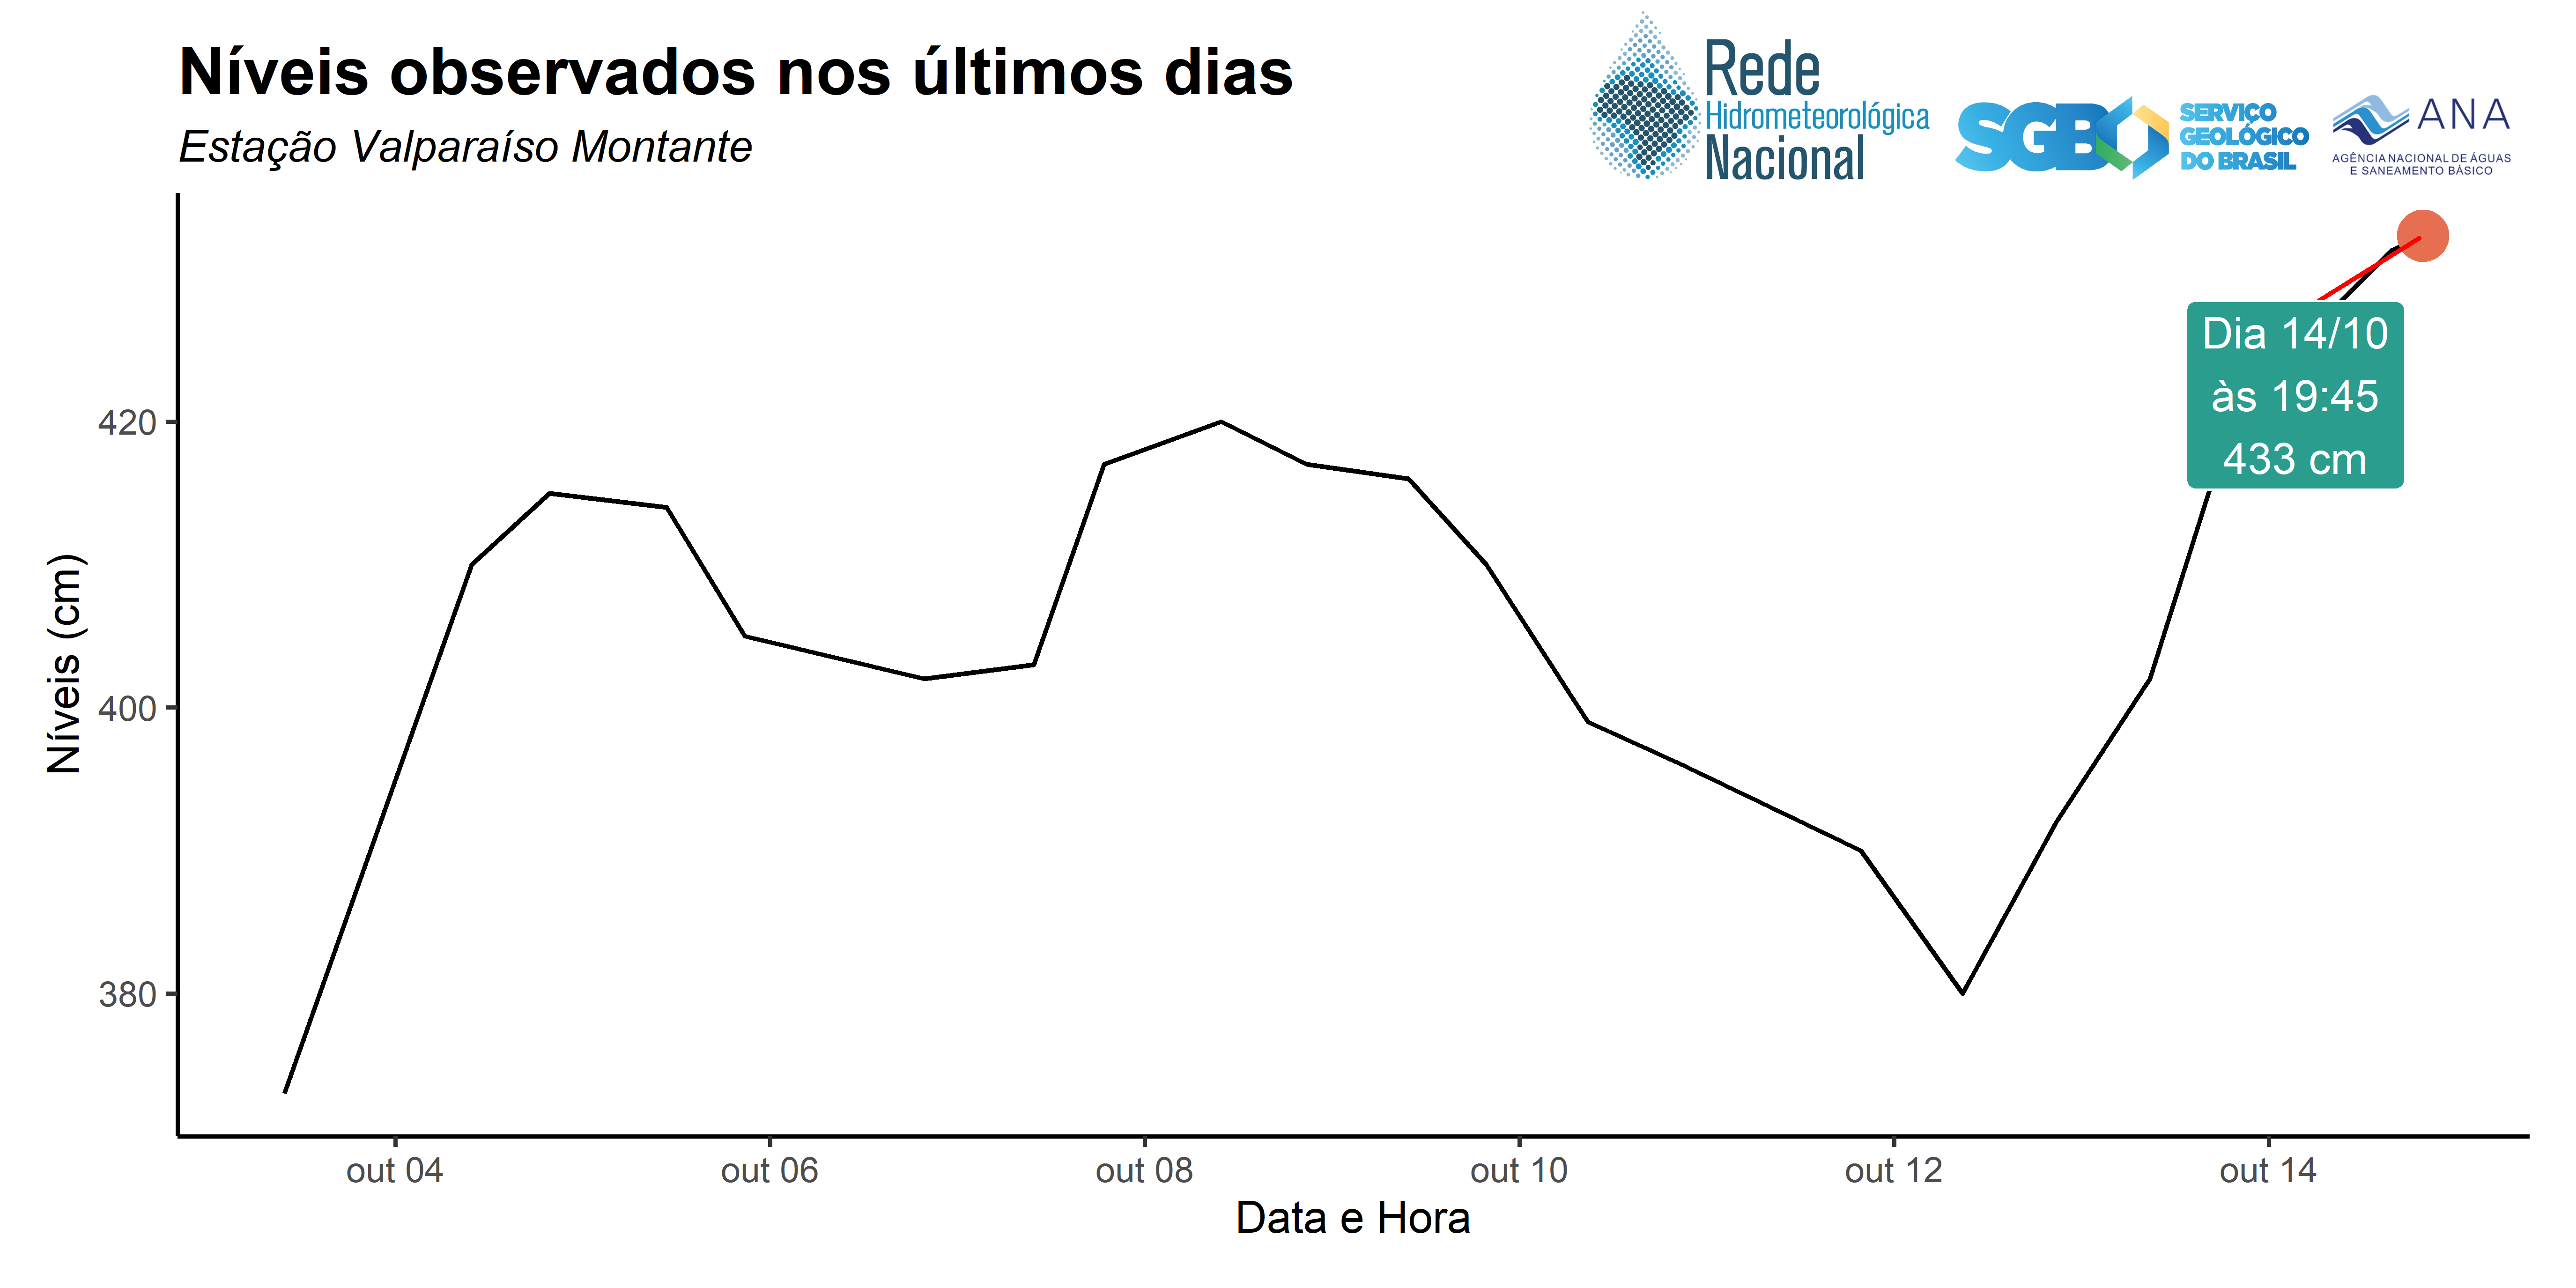 Níveis observados nos últimos dias
Estação Valparaíso Montante
Rede
Hidrometeorológica
Nacional
SGB
SERVIÇO
GEOLÓGICO
DO BRASIL
ANA
AGÊNCIA NACIONAL DE ÁGUAS
E SANEAMENTO BÁSICO
Dia 14/10
às 19:45
433 cm
Níveis (cm)
420
400
380
out 04
out 06
out 08
out 10
out 12
out 14
Data e Hora